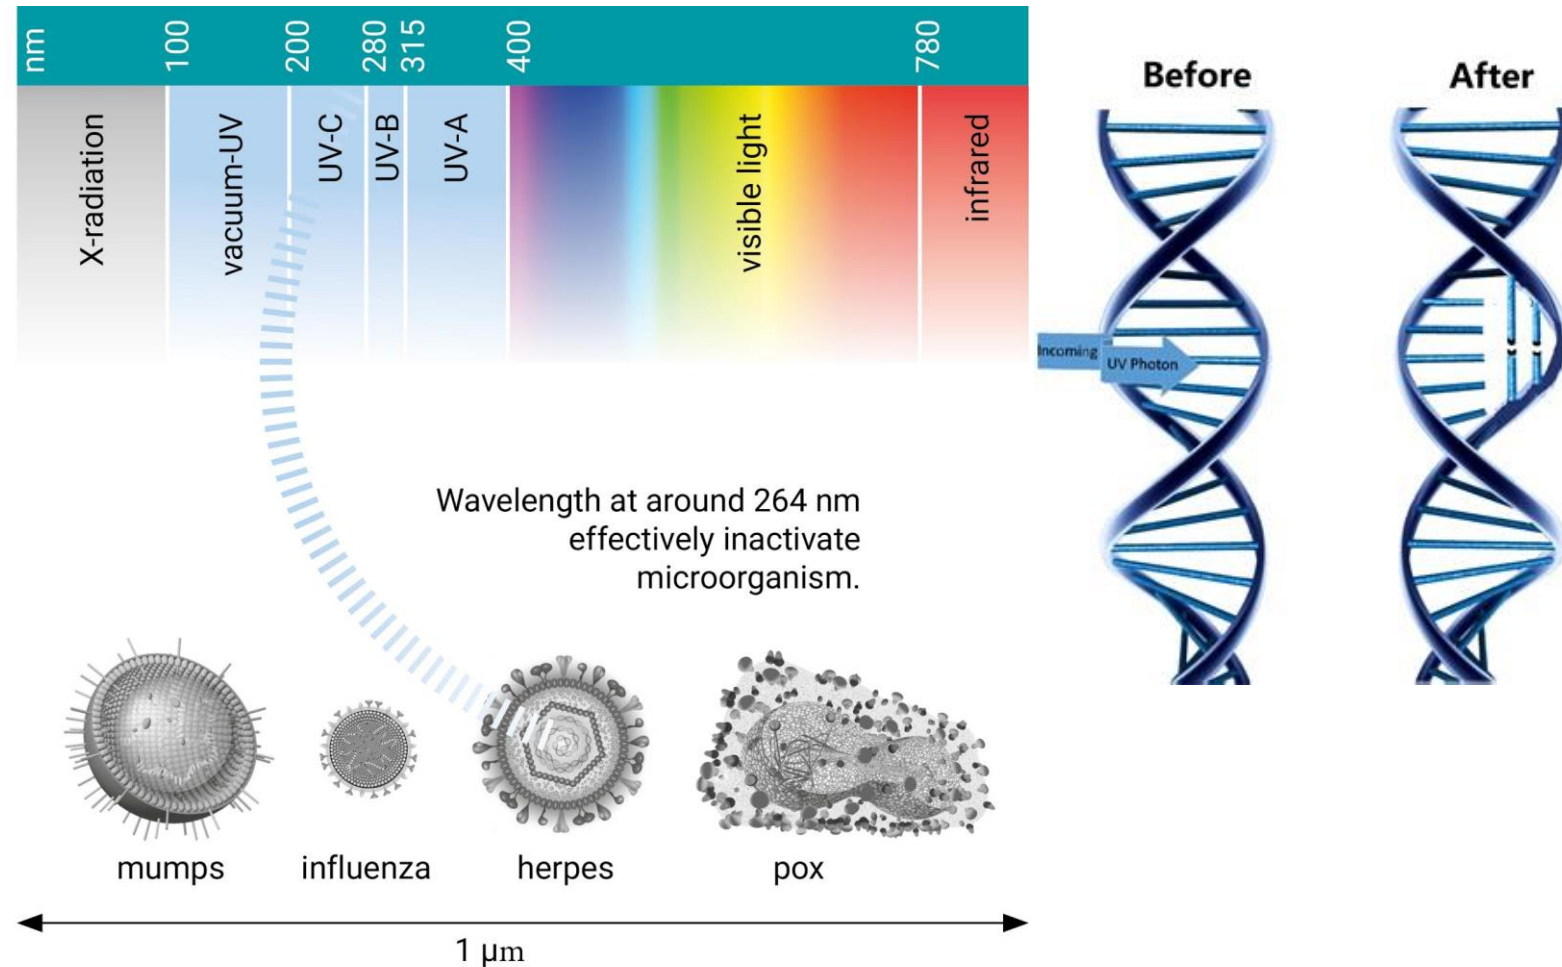 nm
100
200
280
315
400
780
X-radiation
vacuum-UV
UV-C
UV-B
UV-A
visible light
infrared
Wavelength at around 264 nm
effectively inactivate
microorganism.
mumps
influenza
herpes
pox
1 μm
Before
After
Incoming
UV Photon